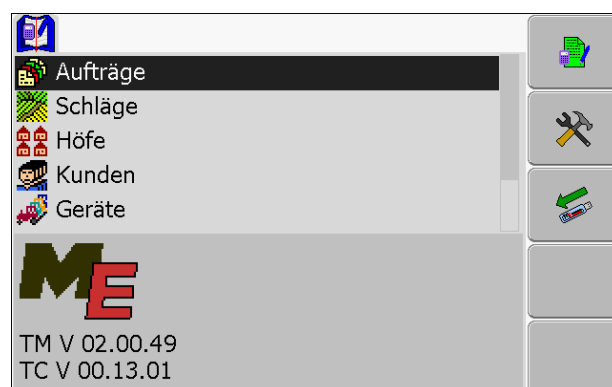 Aufträge
Schläge
Höfe
Kunden
Geräte
ME
TM V 02.00.49
TC V 00.13.01